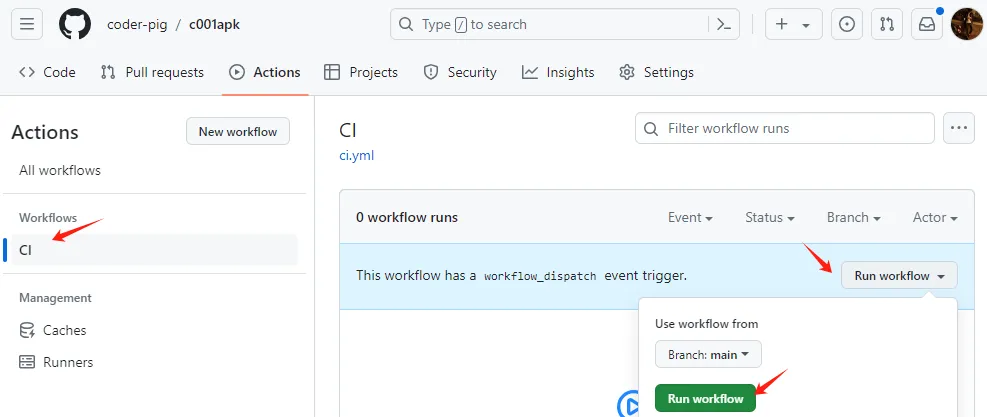 coder-pig / c001apk
Type / to search
Code
Pull requests
Actions
Projects
Security
Insights
Settings
Actions
New workflow
All workflows
Workflows
CI
Management
Caches
Runners
CI
ci.yml
Filter workflow runs
0 workflow runs
Event
Status
Branch
Actor
This workflow has a workflow_dispatch event trigger.
Run workflow
Use workflow from
Branch: main
Run workflow